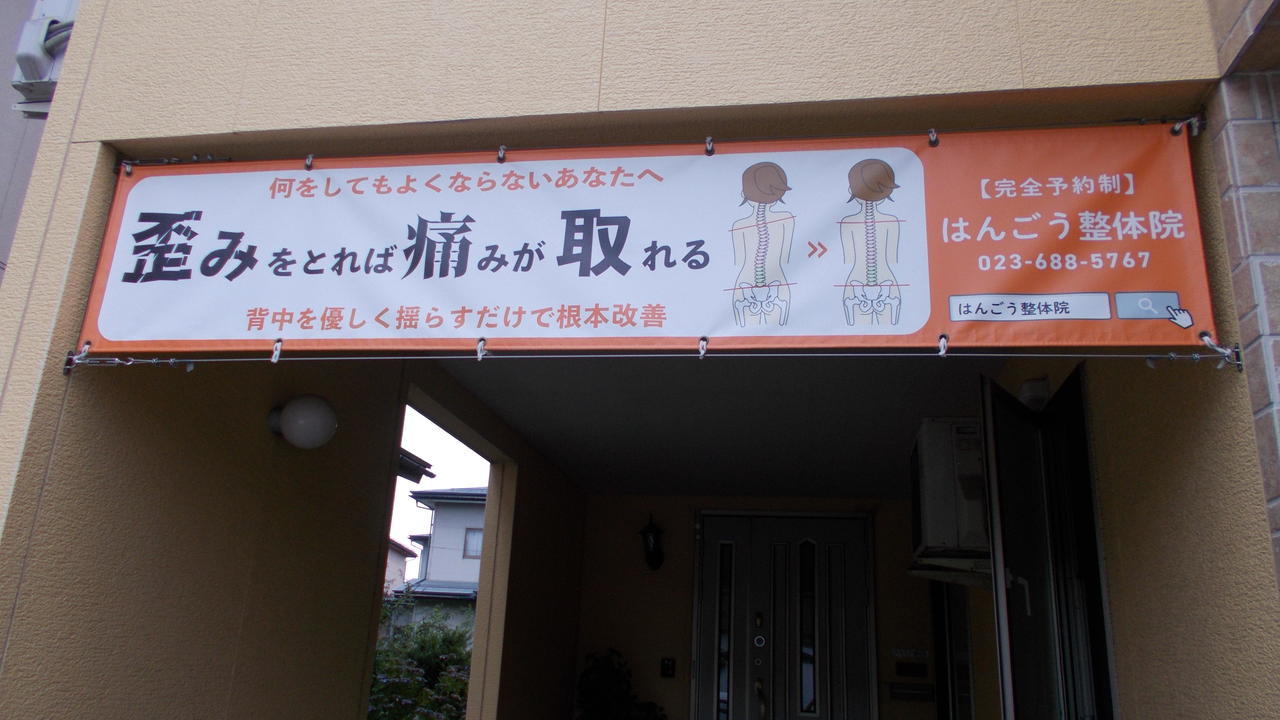 何をしてもよくならないあなたへ
歪みをとれば痛みが取れる
背中を優しく揺らすだけで根本改善
»
【完全予約制】
はんごう整体院
023-688-5767
はんごう整体院